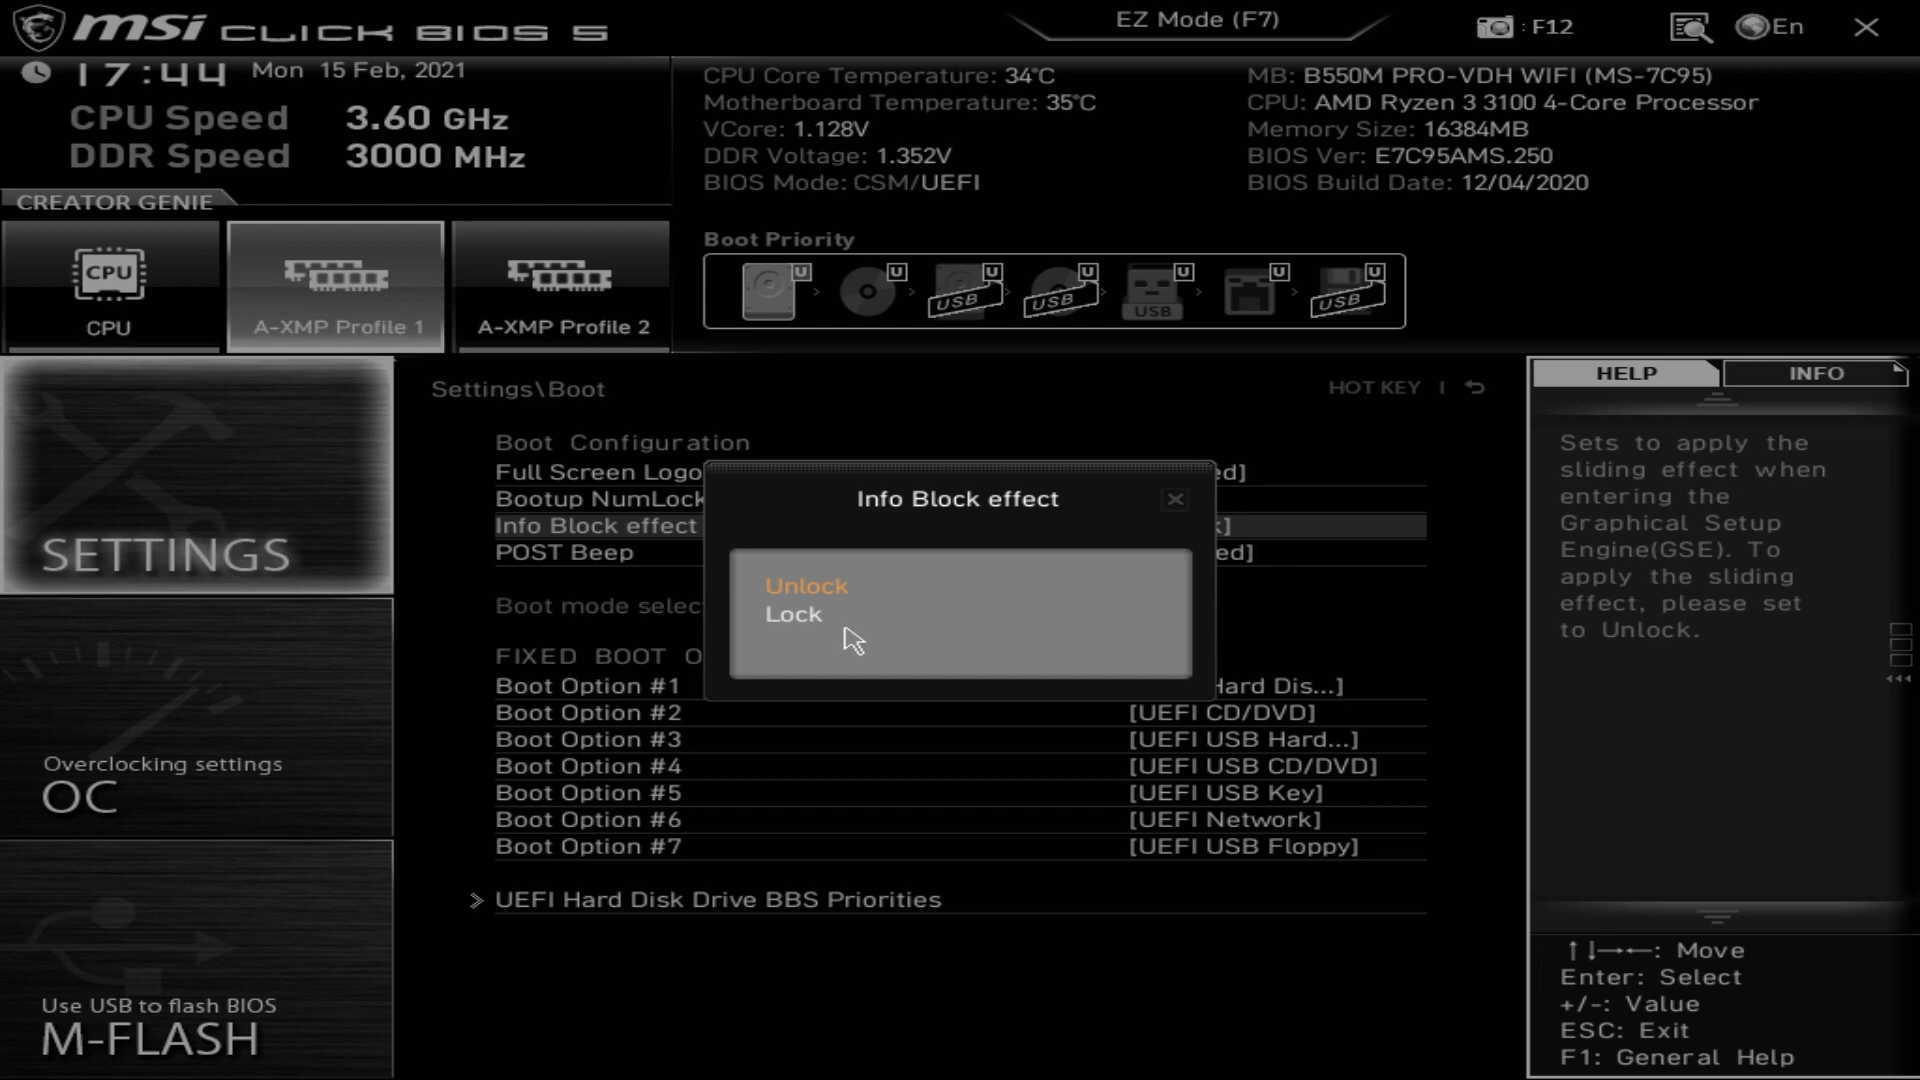 msi CLICK BIOS 5
EZ Mode (F7)
: F12
En
17:44 Mon 15 Feb, 2021
CPU Speed 3.60 GHz
DDR Speed 3000 MHz
CPU Core Temperature: 34°C
Motherboard Temperature: 35°C
VCore: 1.128V
DDR Voltage: 1.352V
BIOS Mode: CSM/UEFI
MB: B550M PRO-VDH WIFI (MS-7C95)
CPU: AMD Ryzen 3 3100 4-Core Processor
Memory Size: 16384MB
BIOS Ver: E7C95AMS.250
BIOS Build Date: 12/04/2020
CREATOR GENIE
CPU
CPU
A-XMP Profile 1
A-XMP Profile 2
Boot Priority
U U U U U U U
USB USB USB USB
SETTINGS
Overclocking settings
OC
Use USB to flash BIOS
M-FLASH
Settings\Boot
HOT KEY |
Boot Configuration
Full Screen Logo ed]
Bootup NumLock
Info Block effect k]
POST Beep ed]
Boot mode selec
FIXED BOOT O
Boot Option #1 Hard Dis...]
Boot Option #2 [UEFI CD/DVD]
Boot Option #3 [UEFI USB Hard...]
Boot Option #4 [UEFI USB CD/DVD]
Boot Option #5 [UEFI USB Key]
Boot Option #6 [UEFI Network]
Boot Option #7 [UEFI USB Floppy]
UEFI Hard Disk Drive BBS Priorities
Info Block effect
Unlock
Lock
HELP
INFO
Sets to apply the
sliding effect when
entering the
Graphical Setup
Engine(GSE). To
apply the sliding
effect, please set
to Unlock.
↑↓→←: Move
Enter: Select
+/-: Value
ESC: Exit
F1: General Help